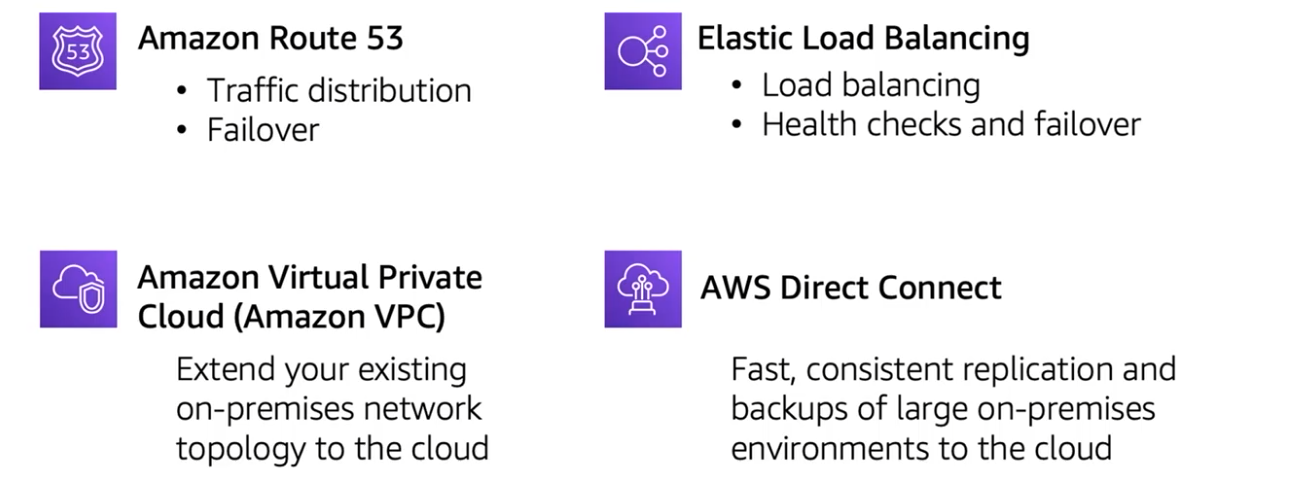 53
Amazon Route 53
• Traffic distribution
• Failover
Elastic Load Balancing
• Load balancing
• Health checks and failover
Amazon Virtual Private
Cloud (Amazon VPC)
Extend your existing
on-premises network
topology to the cloud
AWS Direct Connect
Fast, consistent replication and
backups of large on-premises
environments to the cloud